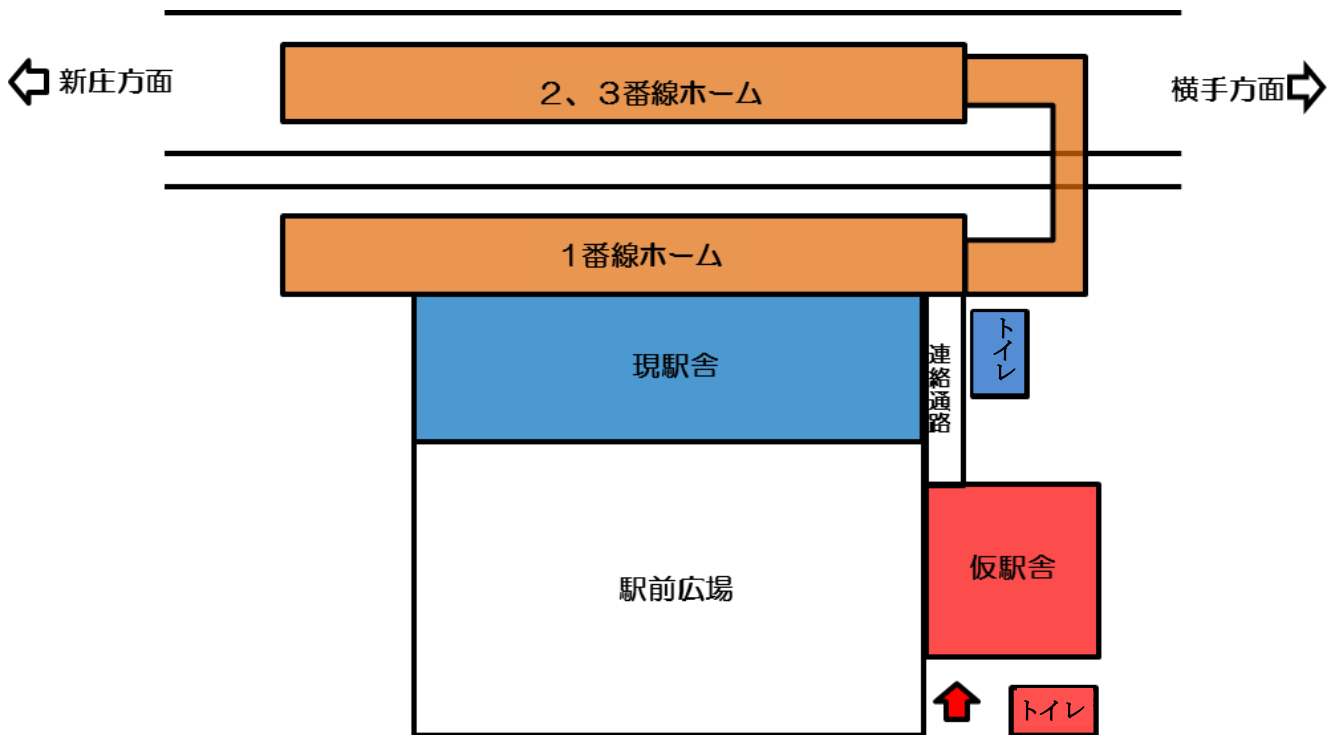 新庄方面
2、3番線ホーム
横手方面
1番線ホーム
現駅舎
連絡通路
トイレ
駅前広場
仮駅舎
トイレ